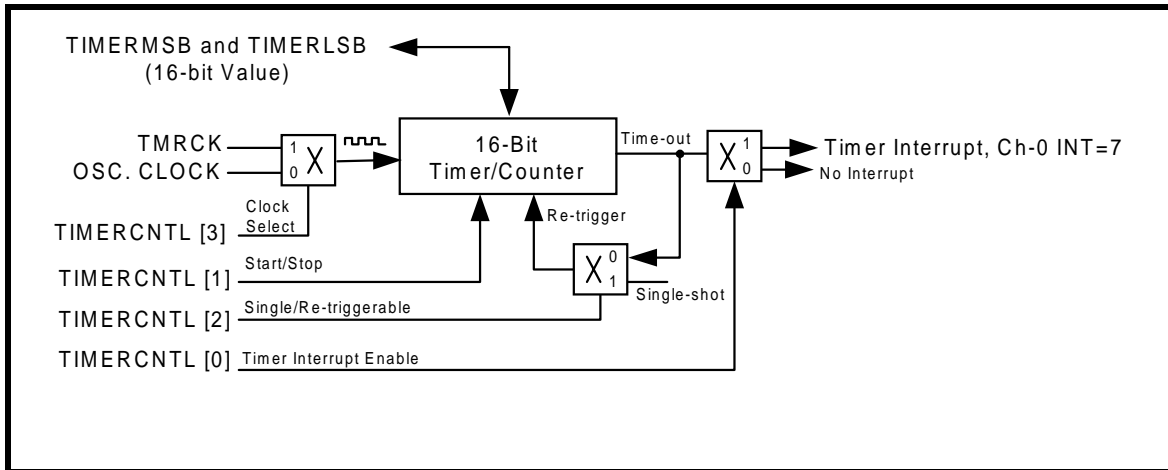 TIMERMSB and TIMERLSB
(16-bit Value)
TMRCK
OSC. CLOCK
1
0
X
16-Bit
Timer/Counter
Time-out
X
1
0
Timer Interrupt, Ch-0 INT=7
No Interrupt
Clock
Select
TIMERCNTL [3]
Re-trigger
X
0
1
Single-shot
TIMERCNTL [1]
Start/Stop
TIMERCNTL [2]
Single/Re-triggerable
TIMERCNTL [0]
Timer Interrupt Enable